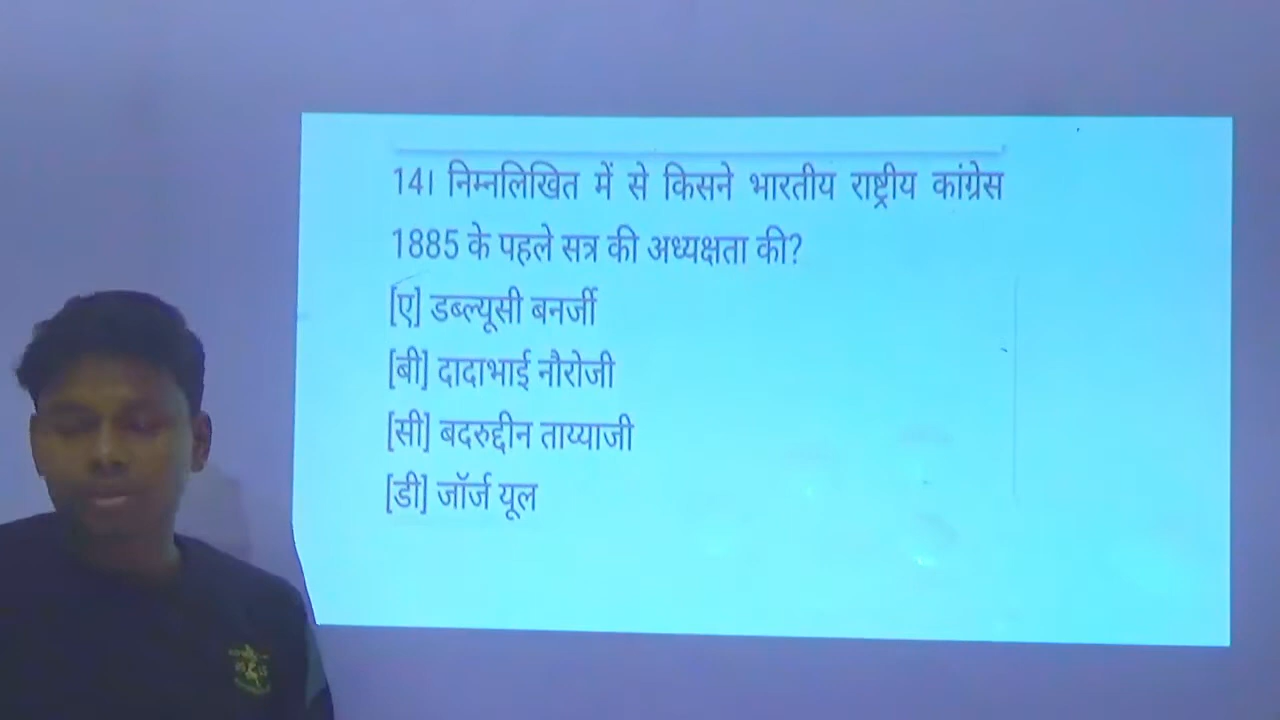 14। निम्नलिखित में से किसने भारतीय राष्ट्रीय कांग्रेस
1885 के पहले सत्र की अध्यक्षता की?
[ए] डब्ल्यूसी बनर्जी
[बी] दादाभाई नौरोजी
[सी] बदरुद्दीन ताय्याजी
[डी] जॉर्ज यूल